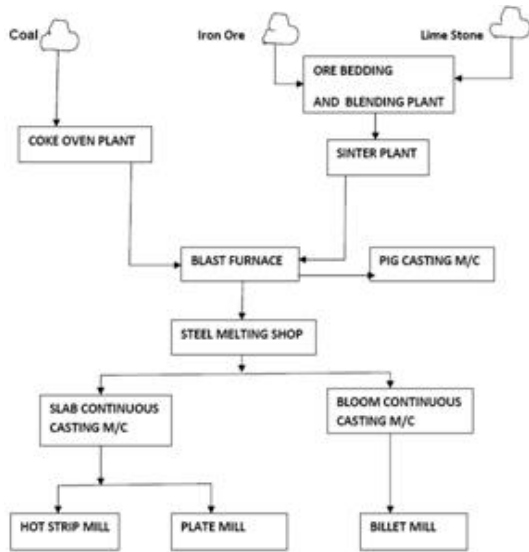 Coal
Iron Ore
Lime Stone
ORE BEDDING
AND BLENDING PLANT
COKE OVEN PLANT
SINTER PLANT
BLAST FURNACE
PIG CASTING M/C
STEEL MELTING SHOP
SLAB CONTINUOUS
CASTING M/C
BLOOM CONTINUOUS
CASTING M/C
HOT STRIP MILL
PLATE MILL
BILLET MILL